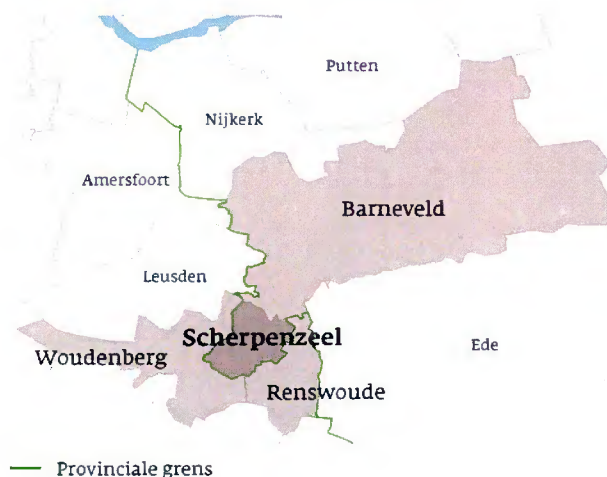 Putten
Nijkerk
Amersfoort
Barneveld
Leusden
Scherpenzeel
Woudenberg
Ede
Renswoude
Provinciale grens